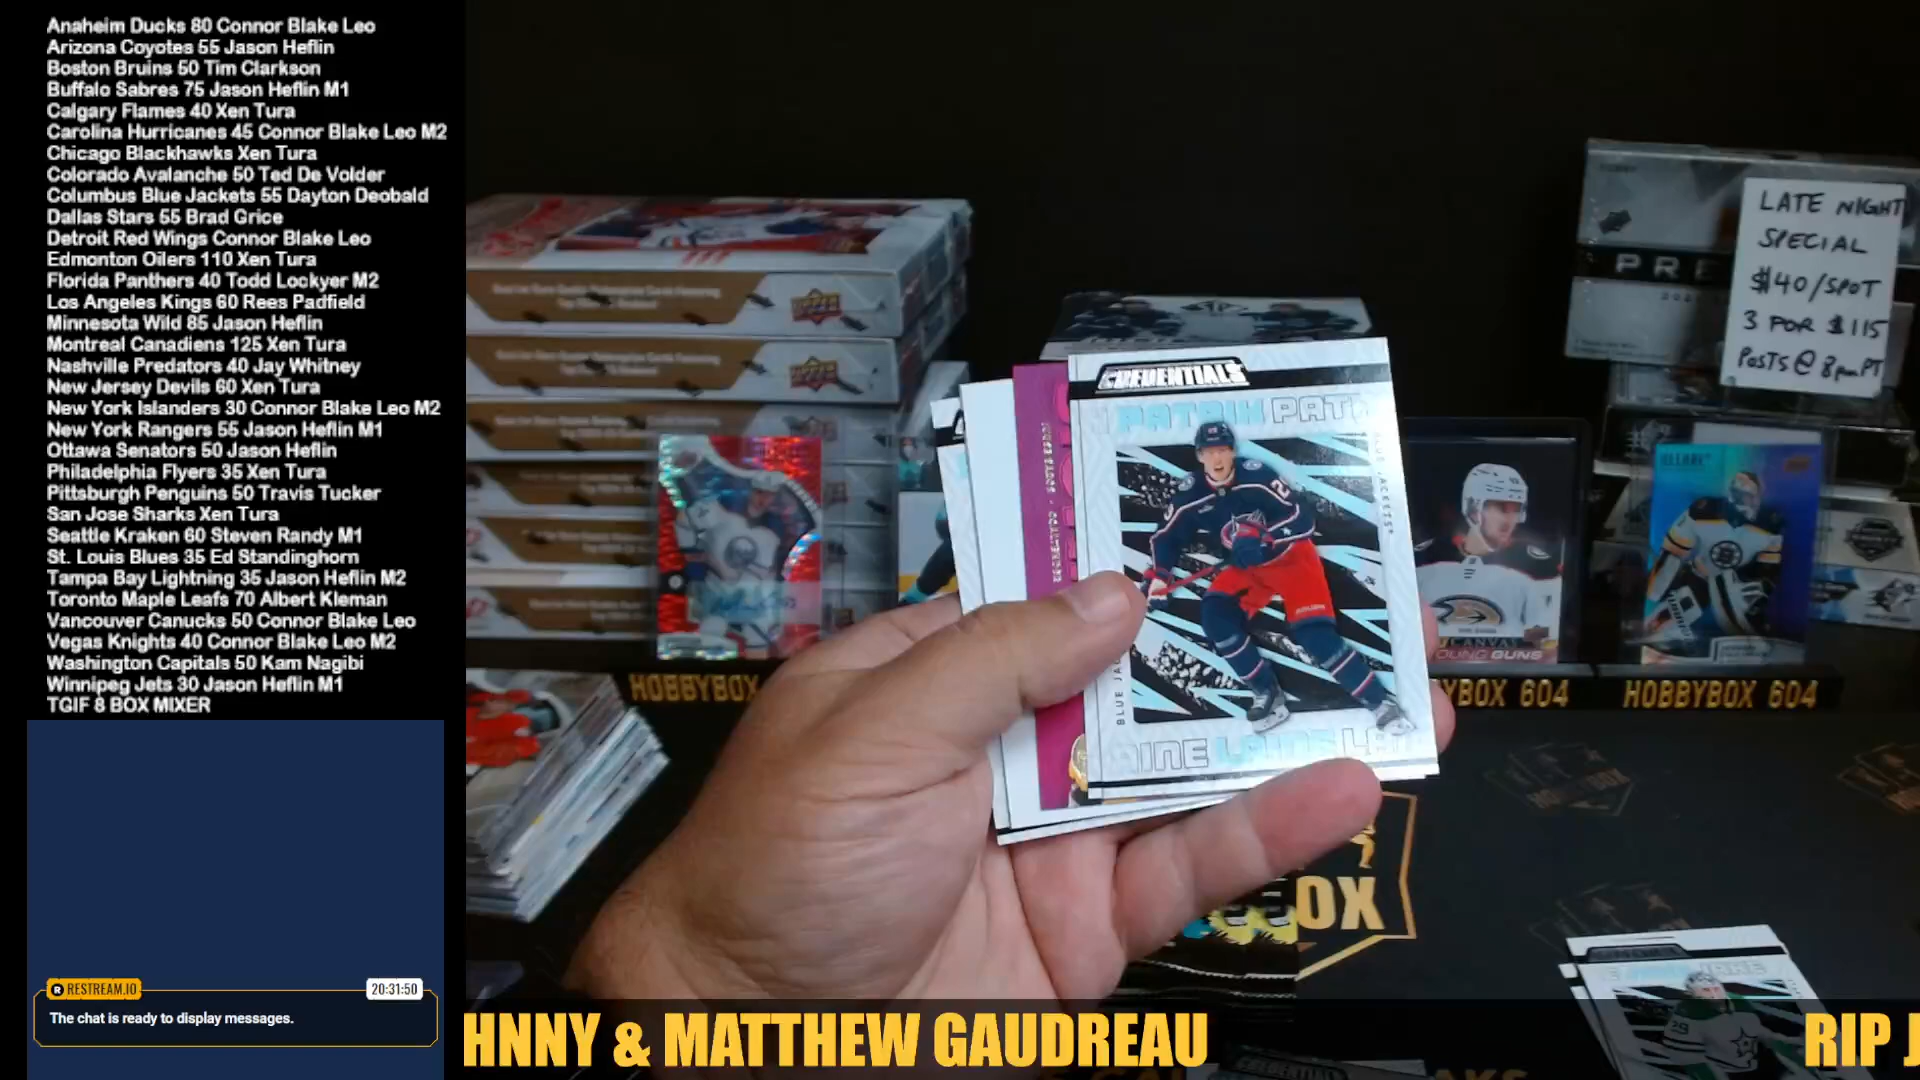 Anaheim Ducks 80 Connor Blake Leo
Arizona Coyotes 55 Jason Heflin
Boston Bruins 50 Tim Clarkson
Buffalo Sabres 75 Jason Heflin M1
Calgary Flames 40 Xen Tura
Carolina Hurricanes 45 Connor Blake Leo M2
Chicago Blackhawks Xen Tura
Colorado Avalanche 50 Ted De Volder
Columbus Blue Jackets 55 Dayton Deobald
Dallas Stars 55 Brad Grice
Detroit Red Wings Connor Blake Leo
Edmonton Oilers 110 Xen Tura
Florida Panthers 40 Todd Lockyer M2
Los Angeles Kings 60 Rees Padfield
Minnesota Wild 85 Jason Heflin
Montreal Canadiens 125 Xen Tura
Nashville Predators 40 Jay Whitney
New Jersey Devils 60 Xen Tura
New York Islanders 30 Connor Blake Leo M2
New York Rangers 55 Jason Heflin M1
Ottawa Senators 50 Jason Heflin
Philadelphia Flyers 35 Xen Tura
Pittsburgh Penguins 50 Travis Tucker
San Jose Sharks Xen Tura
Seattle Kraken 60 Steven Randy M1
St. Louis Blues 35 Ed Standinghorn
Tampa Bay Lightning 35 Jason Heflin M2
Toronto Maple Leafs 70 Albert Kleman
Vancouver Canucks 50 Connor Blake Leo
Vegas Knights 40 Connor Blake Leo M2
Washington Capitals 50 Kam Nagibi
Winnipeg Jets 30 Jason Heflin M1
TGIF 8 BOX MIXER
RESTREAM.IO
20:31:50
The chat is ready to display messages.
LATE NIGHT
SPECIAL
$40/SPOT
3 FOR $115
POSTS @ 8pm PT
PRE
CREDENTIALS
PATRIK PAT
BLUE JAC
AINE LAINE LA
CANVAS
YOUNG GUNS
HOBBYBOX
YBOX 604
HOBBYBOX 604
BOX
HNNY & MATTHEW GAUDREAU
RIP J